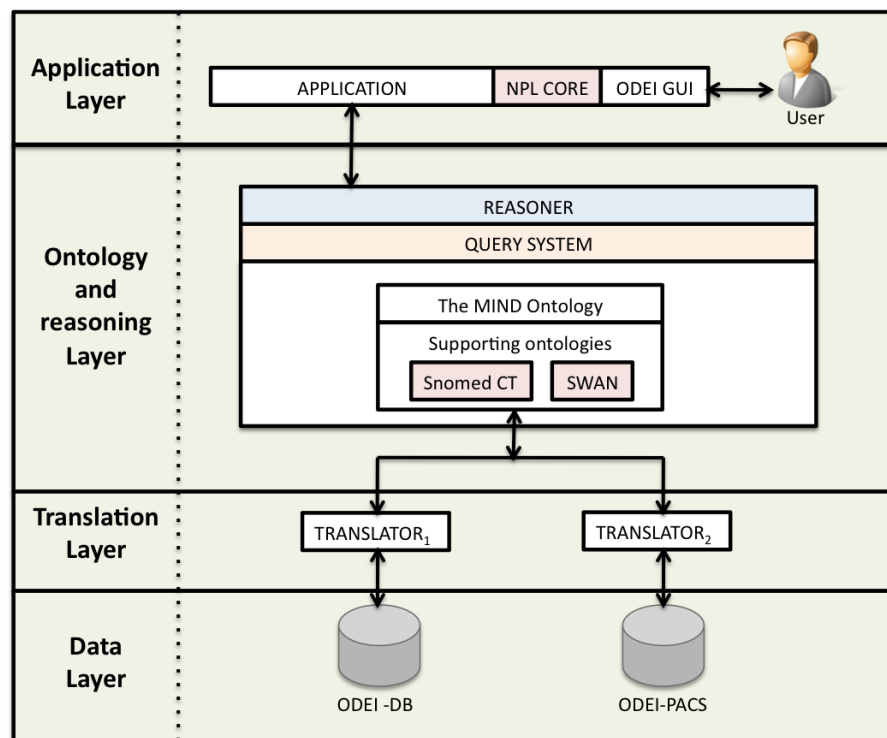 Application
Layer
APPLICATION
NPL CORE
ODEI GUI
User
Ontology
and
reasoning
Layer
REASONER
QUERY SYSTEM
The MIND Ontology
Supporting ontologies
Snomed CT
SWAN
Translation
Layer
TRANSLATOR₁
TRANSLATOR₂
Data
Layer
ODEI -DB
ODEI-PACS